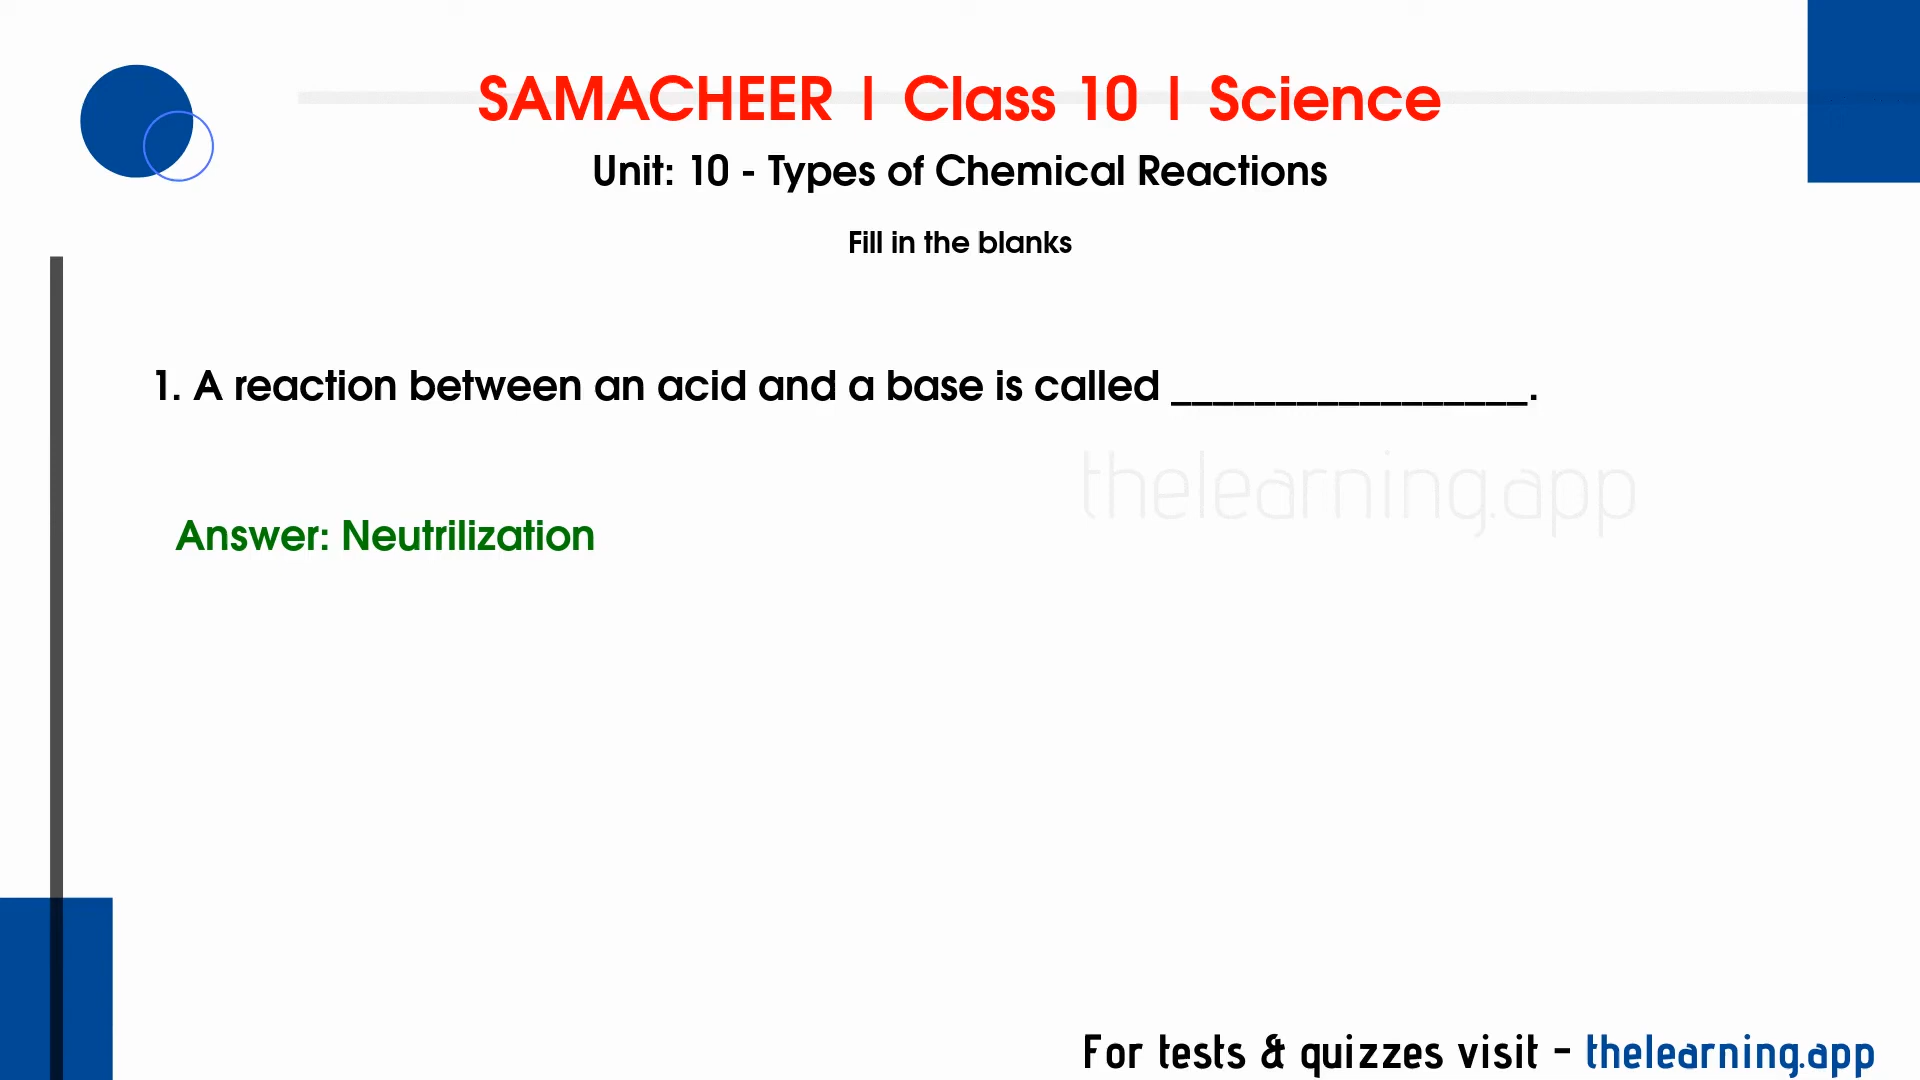 SAMACHEER | Class 10 | Science
Unit: 10 - Types of Chemical Reactions
Fill in the blanks
1. A reaction between an acid and a base is called _________________.
thelearning.app
Answer: Neutrilization
For tests & quizzes visit - thelearning.app